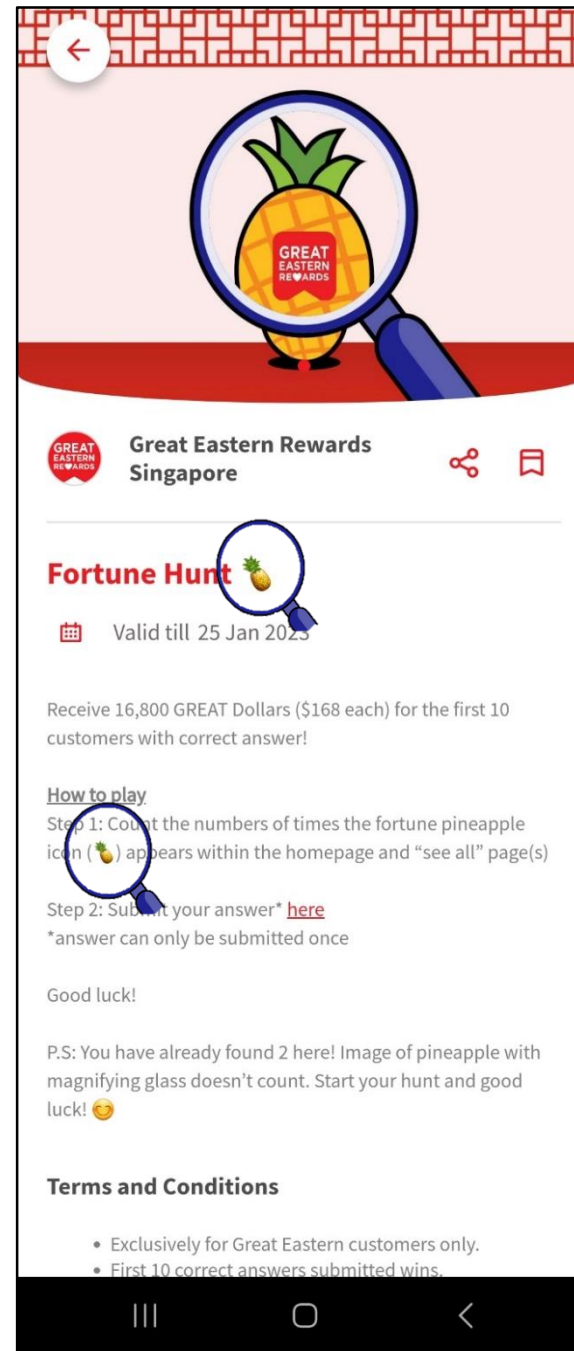 GREAT
EASTERN
REWARDS
GREAT
EASTERN
REWARDS
Great Eastern Rewards
Singapore
Fortune Hunt 🍍
Valid till 25 Jan 2023
Receive 16,800 GREAT Dollars ($168 each) for the first 10
customers with correct answer!
How to play
Step 1: Count the numbers of times the fortune pineapple
icon (🍍) appears within the homepage and “see all” page(s)
Step 2: Submit your answer* here
*answer can only be submitted once
Good luck!
P.S: You have already found 2 here! Image of pineapple with
magnifying glass doesn’t count. Start your hunt and good
luck! 😊
Terms and Conditions
• Exclusively for Great Eastern customers only.
• First 10 correct answers submitted wins.